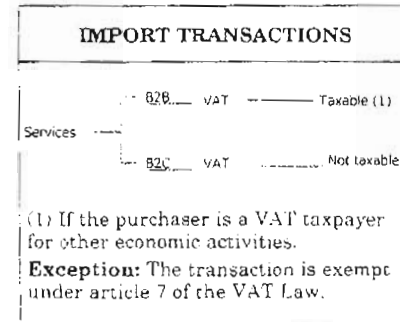 IMPORT TRANSACTIONS
B2B VAT Taxable (1)
Services
B2C VAT Not taxable
(1) If the purchaser is a VAT taxpayer
for other economic activities.
Exception: The transaction is exempt
under article 7 of the VAT Law.